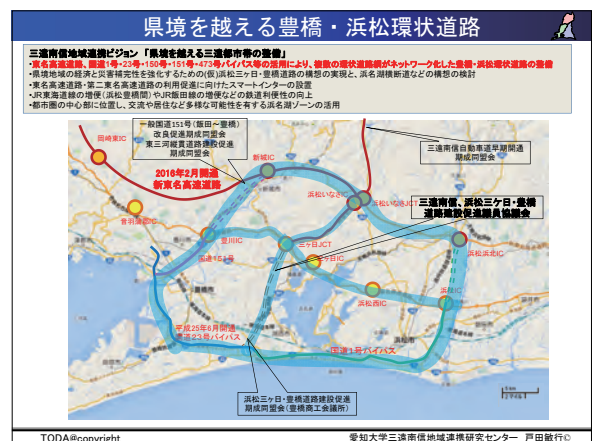 県境を越える豊橋・浜松環状道路
三遠南信地域連携ビジョン 「県境を越える三遠都市帯の整備」
・東名高速道路、国道1号・23号・150号・151号・473号バイパス等の活用により、複数の環状道路網がネットワーク化した豊橋・浜松環状道路の整備
・県境地域の経済と災害補完性を強化するための(仮)浜松三ヶ日・豊橋道路の構想の実現と、浜名湖横断道などの構想の検討
・東名高速道路・第二東名高速道路の利用促進に向けたスマートインターの設置
・JR東海道線の増便(浜松豊橋間)やJR飯田線の増便などの鉄道利便性の向上
・都市圏の中心部に位置し、交流や居住など多様な可能性を有する浜名湖ゾーンの活用
一般国道151号(飯田~豊橋)
改良促進期成同盟会
東三河縦貫道路建設促進
期成同盟会
岡崎東IC
三遠南信自動車道早期開通
期成同盟会
2016年2月開通
新東名高速道路
新城IC
浜松いなさIC
浜松いなさJCT
三遠南信、浜松三ケ日・豊橋
道路建設促進議員協議会
音羽蒲郡IC
豊川IC
三ヶ日JCT
三ケ日IC
浜松浜北IC
国道151号
豊橋市
浜松西IC
浜松IC
浜松市
平成25年6月開通
国道23号バイパス
国道1号バイパス
浜松三ケ日・豊橋道路建設促進
期成同盟会(豊橋商工会議所)
TODA@copyright
愛知大学三遠南信地域連携研究センター 戸田敏行©